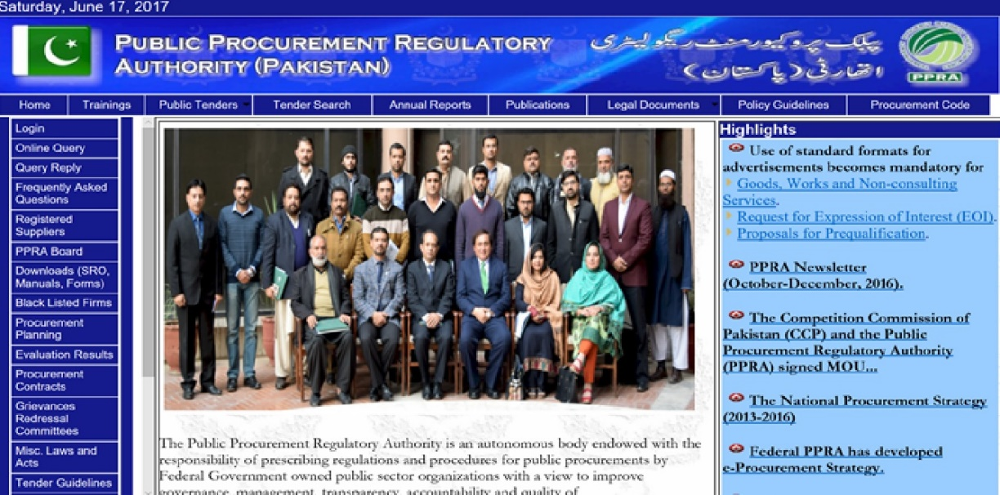 Saturday, June 17, 2017
PUBLIC PROCUREMENT REGULATORY
AUTHORITY (PAKISTAN)
پبلک پروکیورمنٹ ریگولیٹری
اتھارٹی (پاکستان)
PPRA
Home Trainings Public Tenders Tender Search Annual Reports Publications Legal Documents Policy Guidelines Procurement Code
Login
Online Query
Query Reply
Frequently Asked
Questions
Registered
Suppliers
PPRA Board
Downloads (SRO,
Manuals, Forms)
Black Listed Firms
Procurement
Planning
Evaluation Results
Procurement
Contracts
Grievances
Redressal
Committees
Misc. Laws and
Acts
Tender Guidelines
The Public Procurement Regulatory Authority is an autonomous body endowed with the
responsibility of prescribing regulations and procedures for public procurements by
Federal Government owned public sector organizations with a view to improve
governance, management, transparency, accountability and quality of
Highlights
Use of standard formats for
advertisements becomes mandatory for
Goods, Works and Non-consulting
Services.
Request for Expression of Interest (EOI).
Proposals for Prequalification.
PPRA Newsletter
(October-December, 2016).
The Competition Commission of
Pakistan (CCP) and the Public
Procurement Regulatory Authority
(PPRA) signed MOU...
The National Procurement Strategy
(2013-2016)
Federal PPRA has developed
e-Procurement Strategy.